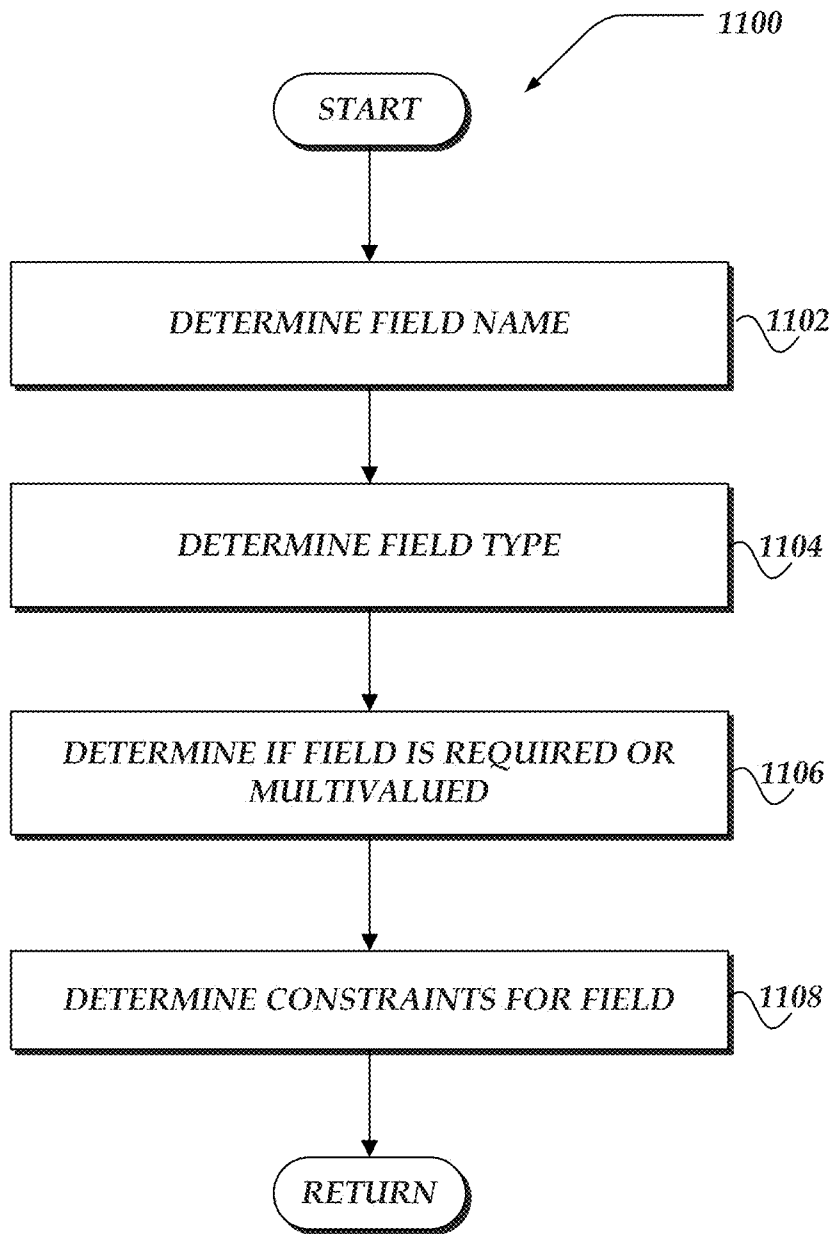 1100
START
DETERMINE FIELD NAME
1102
DETERMINE FIELD TYPE
1104
DETERMINE IF FIELD IS REQUIRED OR
MULTIVALUED
1106
DETERMINE CONSTRAINTS FOR FIELD
1108
RETURN